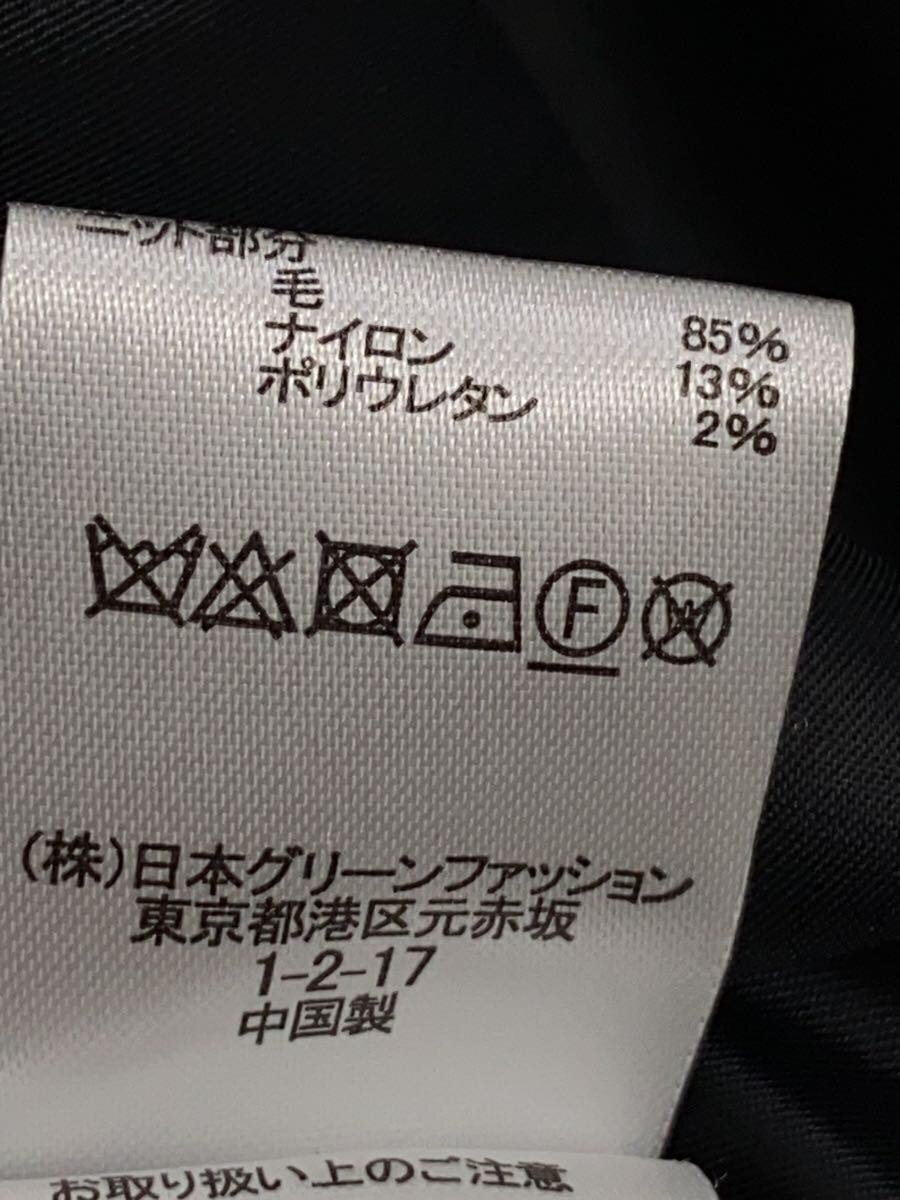 ニット部分
毛 85%
ナイロン 13%
ポリウレタン 2%
F
W
(株)日本グリーンファッション
東京都港区元赤坂
1-2-17
中国製
お取り扱い上のご注意